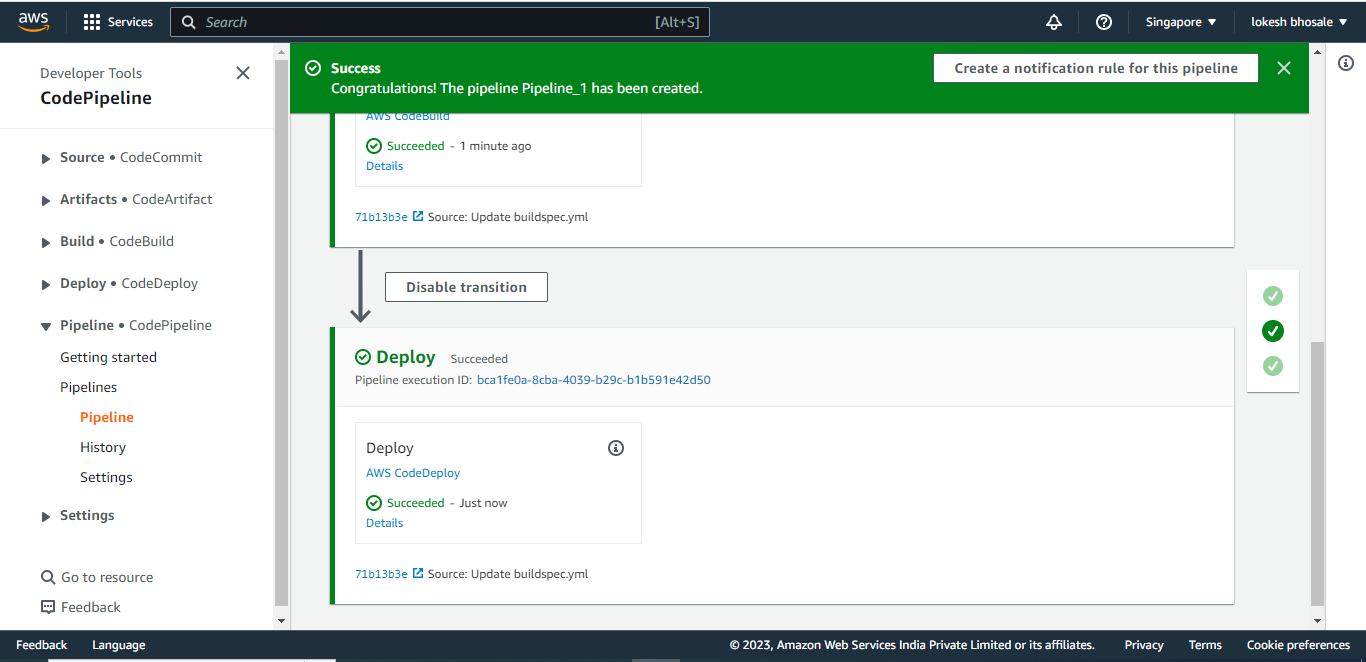 aws
Services
Search
[Alt+S]
Singapore
lokesh bhosale
Developer Tools
CodePipeline
Source • CodeCommit
Artifacts • CodeArtifact
Build • CodeBuild
Deploy • CodeDeploy
Pipeline • CodePipeline
Getting started
Pipelines
Pipeline
History
Settings
Settings
Go to resource
Feedback
Success
Congratulations! The pipeline Pipeline_1 has been created.
Create a notification rule for this pipeline
AWS CodeBuild
Succeeded - 1 minute ago
Details
71b13b3e Source: Update buildspec.yml
Disable transition
Deploy Succeeded
Pipeline execution ID: bca1fe0a-8cba-4039-b29c-b1b591e42d50
Deploy
AWS CodeDeploy
Succeeded - Just now
Details
71b13b3e Source: Update buildspec.yml
Feedback
Language
© 2023, Amazon Web Services India Private Limited or its affiliates.
Privacy
Terms
Cookie preferences